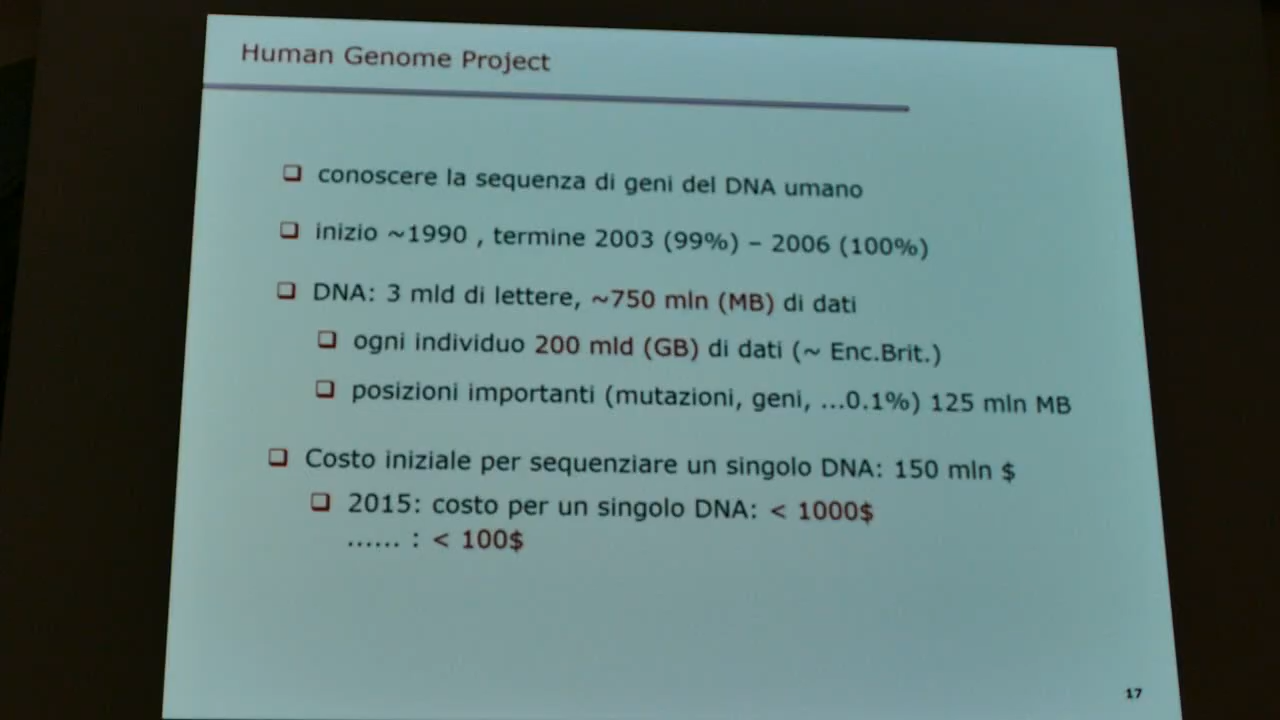 Human Genome Project
❑ conoscere la sequenza di geni del DNA umano
❑ inizio ~1990 , termine 2003 (99%) – 2006 (100%)
❑ DNA: 3 mld di lettere, ~750 mln (MB) di dati
❑ ogni individuo 200 mld (GB) di dati (~ Enc.Brit.)
❑ posizioni importanti (mutazioni, geni, ...0.1%) 125 mln MB
❑ Costo iniziale per sequenziare un singolo DNA: 150 mln $
❑ 2015: costo per un singolo DNA: < 1000$
...... : < 100$
17